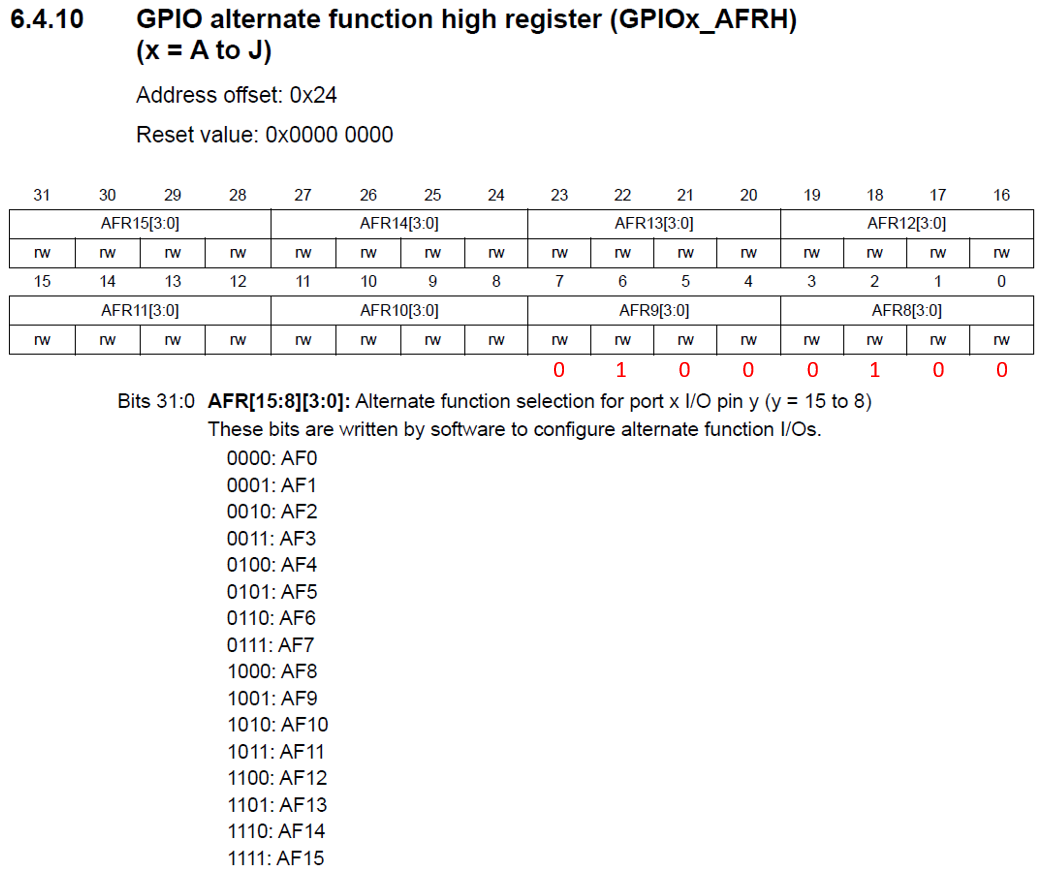 6.4.10 GPIO alternate function high register (GPIOx_AFRH)
(x = A to J)
Address offset: 0x24
Reset value: 0x0000 0000
31 30 29 28 27 26 25 24 23 22 21 20 19 18 17 16
AFR15[3:0] AFR14[3:0] AFR13[3:0] AFR12[3:0]
rw rw rw rw rw rw rw rw rw rw rw rw rw rw rw rw
15 14 13 12 11 10 9 8 7 6 5 4 3 2 1 0
AFR11[3:0] AFR10[3:0] AFR9[3:0] AFR8[3:0]
rw rw rw rw rw rw rw rw rw rw rw rw rw rw rw rw
0 1 0 0 0 1 0 0
Bits 31:0 AFR[15:8][3:0]: Alternate function selection for port x I/O pin y (y = 15 to 8)
These bits are written by software to configure alternate function I/Os.
0000: AF0
0001: AF1
0010: AF2
0011: AF3
0100: AF4
0101: AF5
0110: AF6
0111: AF7
1000: AF8
1001: AF9
1010: AF10
1011: AF11
1100: AF12
1101: AF13
1110: AF14
1111: AF15